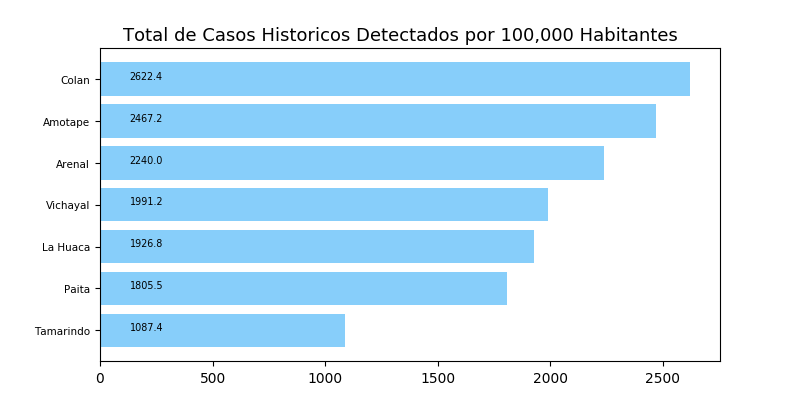 Total de Casos Historicos Detectados por 100,000 Habitantes
Colan 2622.4
Amotape 2467.2
Arenal 2240.0
Vichayal 1991.2
La Huaca 1926.8
Paita 1805.5
Tamarindo 1087.4
0 500 1000 1500 2000 2500